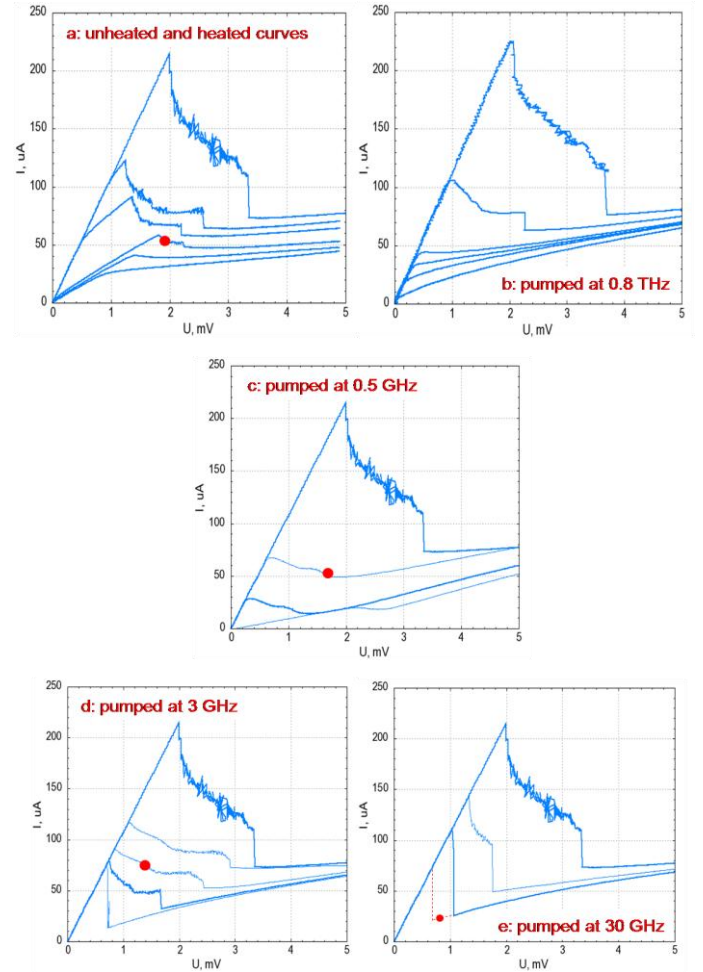 a: unheated and heated curves
250
200
150
100
50
0
I, uA
0 1 2 3 4 5
U, mV
250
200
150
100
50
0
I, uA
b: pumped at 0.8 THz
0 1 2 3 4 5
U, mV
c: pumped at 0.5 GHz
250
200
150
100
50
0
I, uA
0 1 2 3 4 5
U, mV
d: pumped at 3 GHz
250
200
150
100
50
0
I, uA
0 1 2 3 4 5
U, mV
250
200
150
100
50
0
I, uA
e: pumped at 30 GHz
0 1 2 3 4 5
U, mV